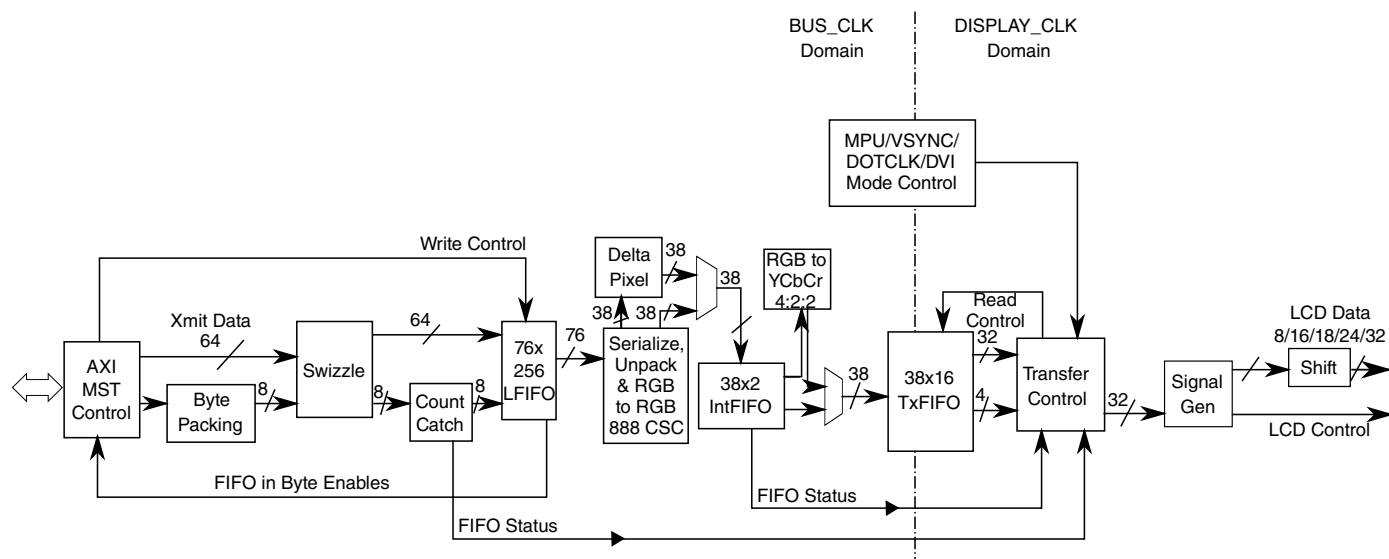 BUS_CLK
Domain
DISPLAY_CLK
Domain
MPU/VSYNC/
DOTCLK/DVI
Mode Control
Write Control
Delta
Pixel
38
38
RGB to
YCbCr
4:2:2
Read
Control
Xmit Data
64
64
38
38
76
32
LCD Data
8/16/18/24/32
AXI
MST
Control
Swizzle
76x
256
LFIFO
Serialize,
Unpack
& RGB
to RGB
888 CSC
38x2
IntFIFO
38
38x16
TxFIFO
Transfer
Control
Signal
Gen
Shift
Byte
Packing
8
8
Count
Catch
8
4
32
LCD Control
FIFO in Byte Enables
FIFO Status
FIFO Status